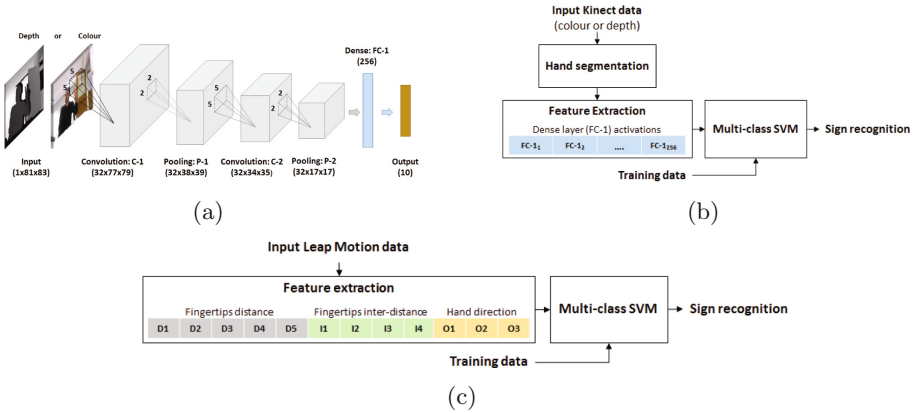 Depth or Colour
5
5
2
2
5
5
2
2
Dense: FC-1
(256)
Input
(1x81x83)
Convolution: C-1
(32x77x79)
Pooling: P-1
(32x38x39)
Convolution: C-2
(32x34x35)
Pooling: P-2
(32x17x17)
Output
(10)
(a)
Input Kinect data
(colour or depth)
Hand segmentation
Feature Extraction
Dense layer (FC-1) activations
FC-1₁ FC-1₂ .... FC-1₂₅₆
Multi-class SVM
Sign recognition
Training data
(b)
Input Leap Motion data
Feature extraction
Fingertips distance Fingertips inter-distance Hand direction
D1 D2 D3 D4 D5 I1 I2 I3 I4 O1 O2 O3
Multi-class SVM
Sign recognition
Training data
(c)